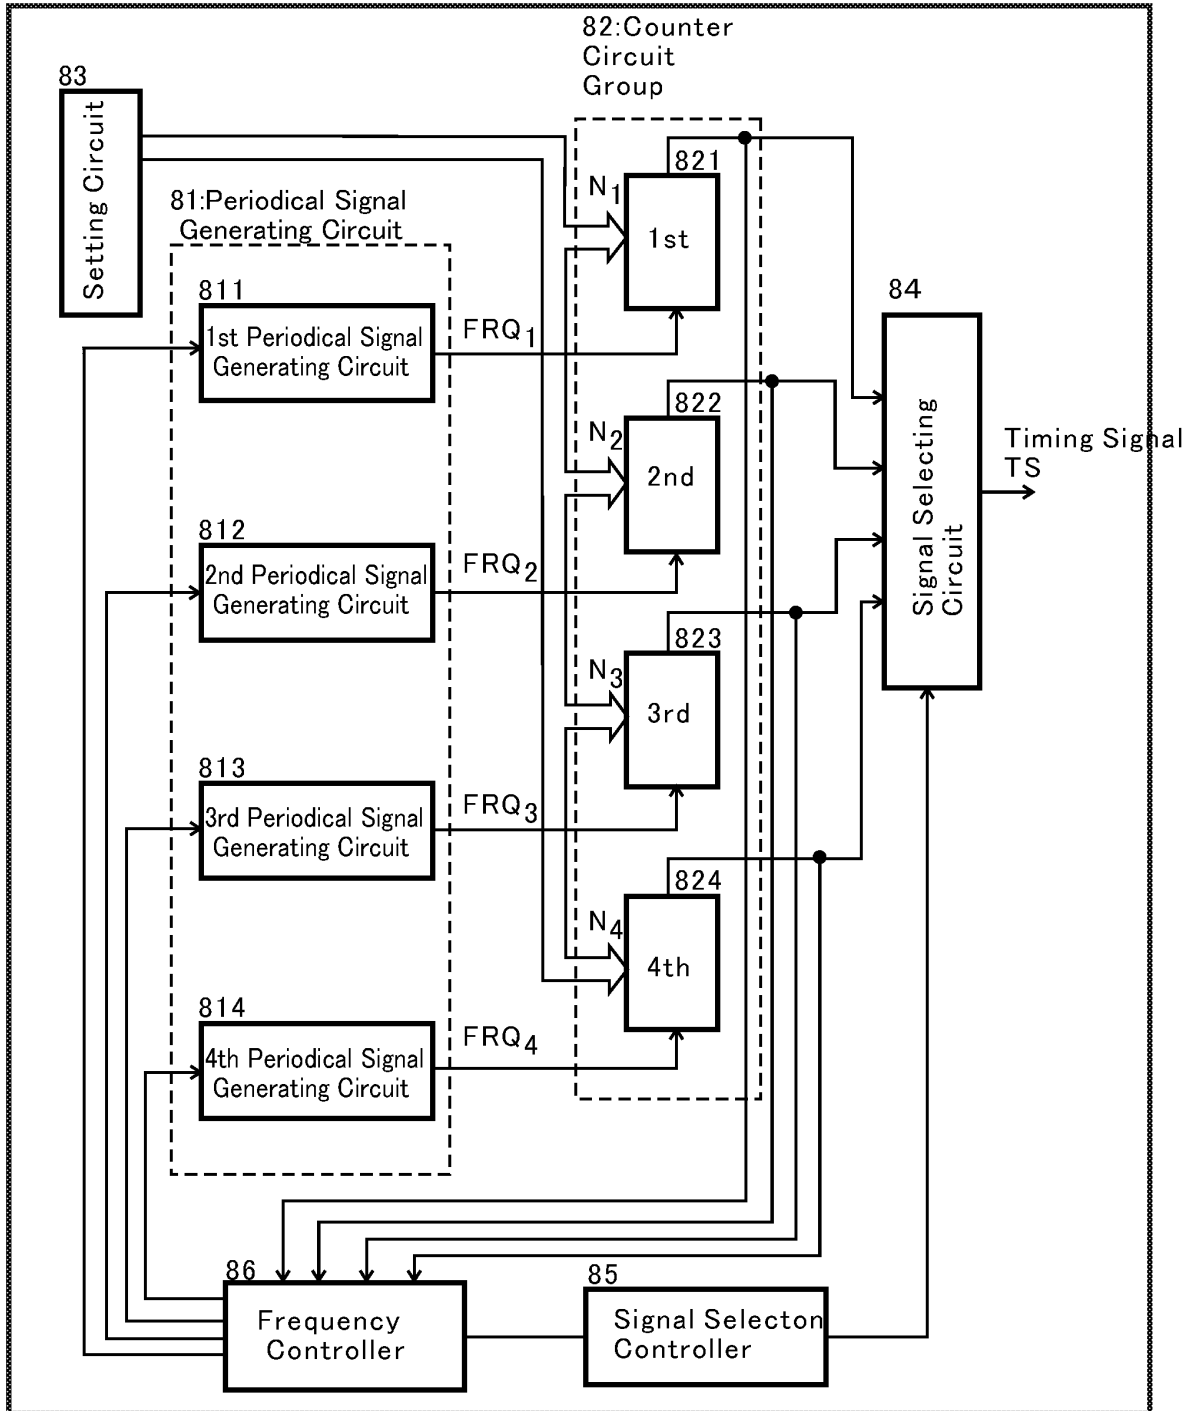 82:Counter
Circuit
Group
83
Setting Circuit
81:Periodical Signal
Generating Circuit
811
1st Periodical Signal
Generating Circuit
FRQ1
812
2nd Periodical Signal
Generating Circuit
FRQ2
813
3rd Periodical Signal
Generating Circuit
FRQ3
814
4th Periodical Signal
Generating Circuit
FRQ4
821
N1
1st
822
N2
2nd
823
N3
3rd
824
N4
4th
84
Signal Selecting
Circuit
Timing Signal
TS
86
Frequency
Controller
85
Signal Selecton
Controller